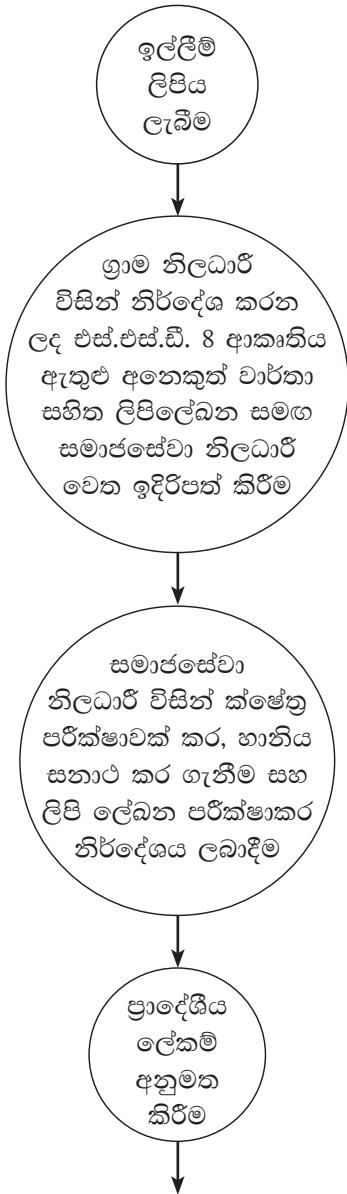 ඉල්ලීම්
ලිපිය
ලැබීම
ග්‍රාම නිලධාරී
විසින් නිර්දේශ කරන
ලද එස්.එස්.ඩී. 8 ආකෘතිය
ඇතුළු අනෙකුත් වාර්තා
සහිත ලිපිලේඛන සමඟ
සමාජසේවා නිලධාරී
වෙත ඉදිරිපත් කිරීම
සමාජසේවා
නිලධාරී විසින් ක්ෂේත්‍ර
පරීක්ෂාවක් කර, හානිය
සනාථ කර ගැනීම සහ
ලිපි ලේඛන පරීක්ෂාකර
නිර්දේශය ලබාදීම
ප්‍රාදේශීය
ලේකම්
අනුමත
කිරීම